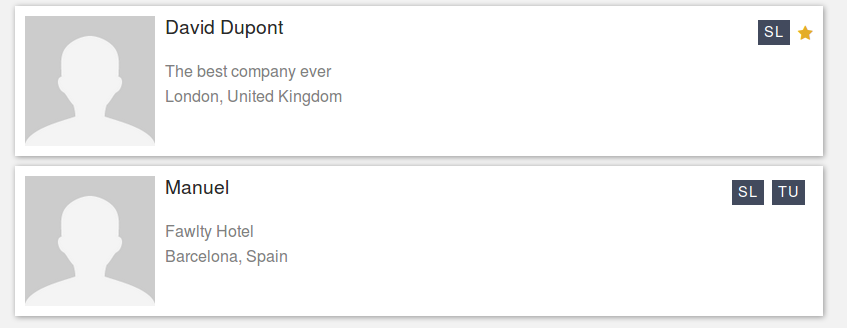 David Dupont
SL
The best company ever
London, United Kingdom
Manuel
SL TU
Fawlty Hotel
Barcelona, Spain